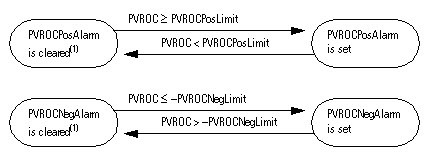 PVROC ≥ PVROCPosLimit
PVROCPosAlarm
is cleared(1)
PVROC < PVROCPosLimit
PVROCPosAlarm
is set
PVROC ≤ –PVROCNegLimit
PVROCNegAlarm
is cleared(1)
PVROC > –PVROCNegLimit
PVROCNegAlarm
is set